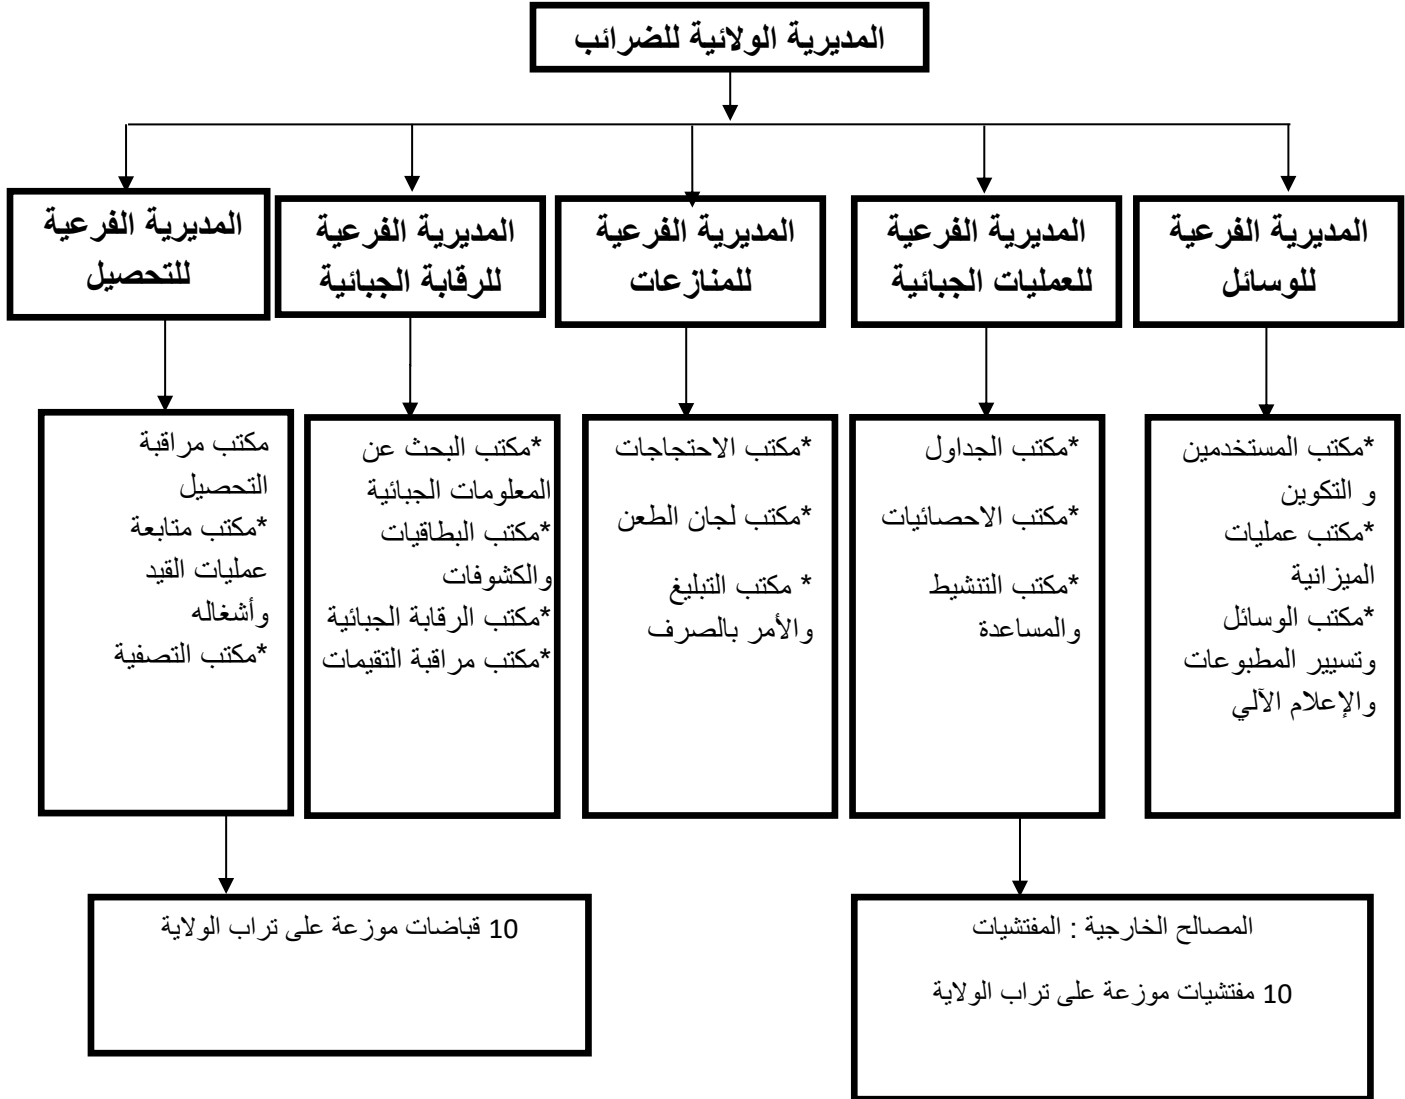 المديرية الولائية للضرائب
المديرية الفرعية
للوسائل
المديرية الفرعية
للعمليات الجبائية
المديرية الفرعية
للمنازعات
المديرية الفرعية
للرقابة الجبائية
المديرية الفرعية
للتحصيل
*مكتب المستخدمين
و التكوين
*مكتب عمليات
الميزانية
*مكتب الوسائل
وتسيير المطبوعات
والإعلام الآلي
*مكتب الجداول
*مكتب الاحصائيات
*مكتب التنشيط
والمساعدة
*مكتب الاحتجاجات
*مكتب لجان الطعن
* مكتب التبليغ
والأمر بالصرف
*مكتب البحث عن
المعلومات الجبائية
*مكتب البطاقيات
والكشوفات
*مكتب الرقابة الجبائية
*مكتب مراقبة التقيمات
مكتب مراقبة
التحصيل
*مكتب متابعة
عمليات القيد
وأشغاله
*مكتب التصفية
المصالح الخارجية : المفتشيات
10 مفتشيات موزعة على تراب الولاية
10 قباضات موزعة على تراب الولاية